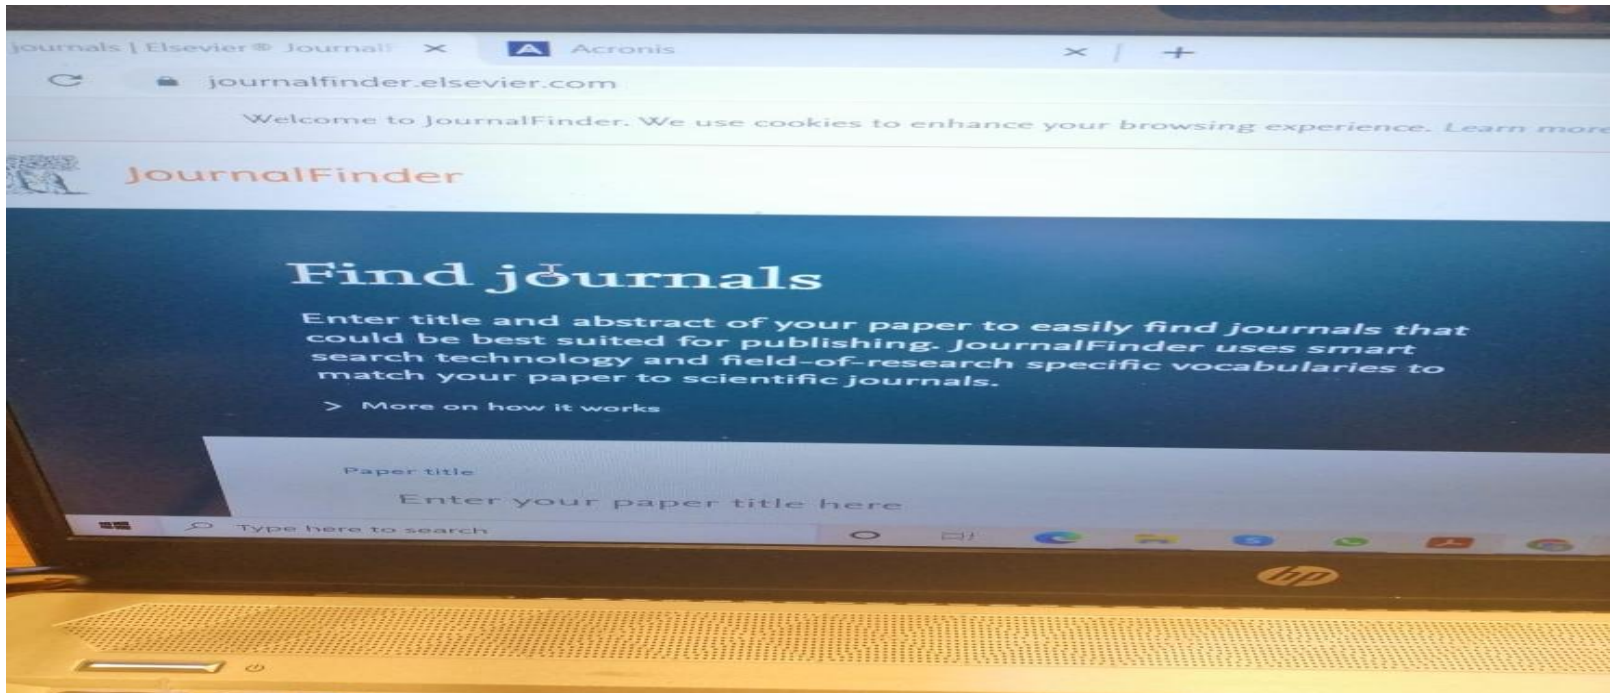 journals | Elsevier® Journal
Acronis
journalfinder.elsevier.com
Welcome to JournalFinder. We use cookies to enhance your browsing experience. Learn more
JournalFinder
Find journals
Enter title and abstract of your paper to easily find journals that
could be best suited for publishing. JournalFinder uses smart
search technology and field-of-research specific vocabularies to
match your paper to scientific journals.
> More on how it works
Paper title
Enter your paper title here
Type here to search
hp